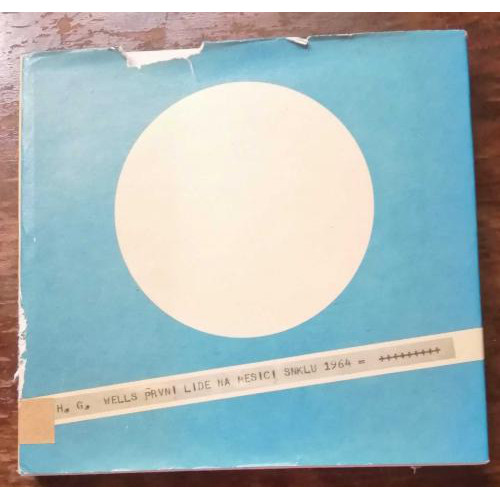 H. G. WELLS PRVNI LIDE NA MESICI SNKLU 1964 = +++++++++